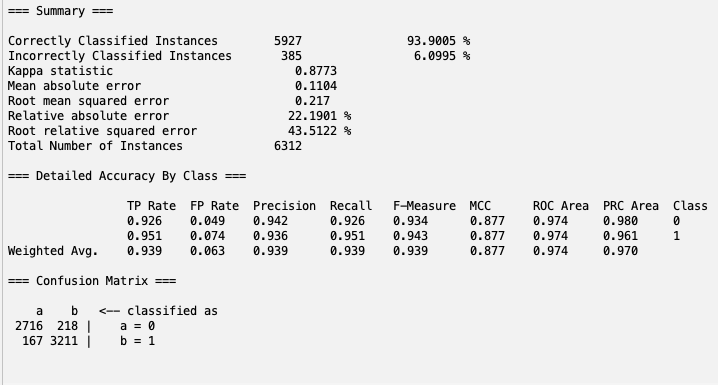 === Summary ===
Correctly Classified Instances 5927 93.9005 %
Incorrectly Classified Instances 385 6.0995 %
Kappa statistic 0.8773
Mean absolute error 0.1104
Root mean squared error 0.217
Relative absolute error 22.1901 %
Root relative squared error 43.5122 %
Total Number of Instances 6312
=== Detailed Accuracy By Class ===
TP Rate FP Rate Precision Recall F-Measure MCC ROC Area PRC Area Class
0.926 0.049 0.942 0.926 0.934 0.877 0.974 0.980 0
0.951 0.074 0.936 0.951 0.943 0.877 0.974 0.961 1
Weighted Avg. 0.939 0.063 0.939 0.939 0.939 0.877 0.974 0.970
=== Confusion Matrix ===
a b <-- classified as
2716 218 | a = 0
167 3211 | b = 1